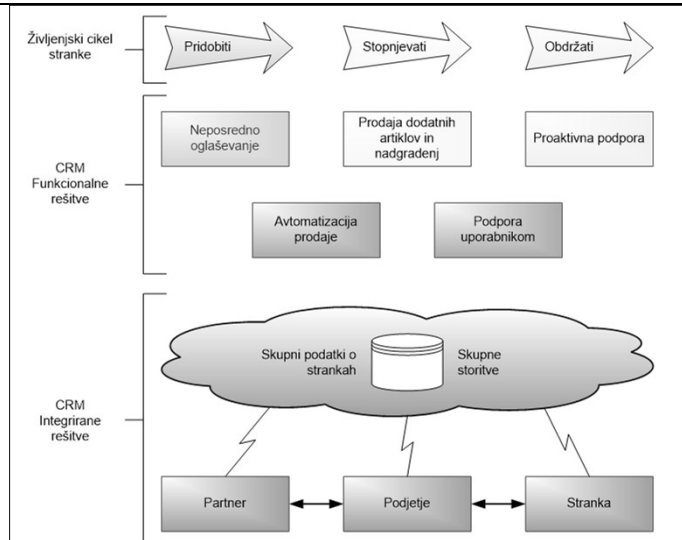 Življenjski cikel
stranke
Pridobiti
Stopnjevati
Obdržati
CRM
Funkcionalne
rešitve
Neposredno
oglaševanje
Prodaja dodatnih
artiklov in
nadgradenj
Proaktivna podpora
Avtomatizacija
prodaje
Podpora
uporabnikom
CRM
Integrirane
rešitve
Skupni podatki o
strankah
Skupne
storitve
Partner
Podjetje
Stranka